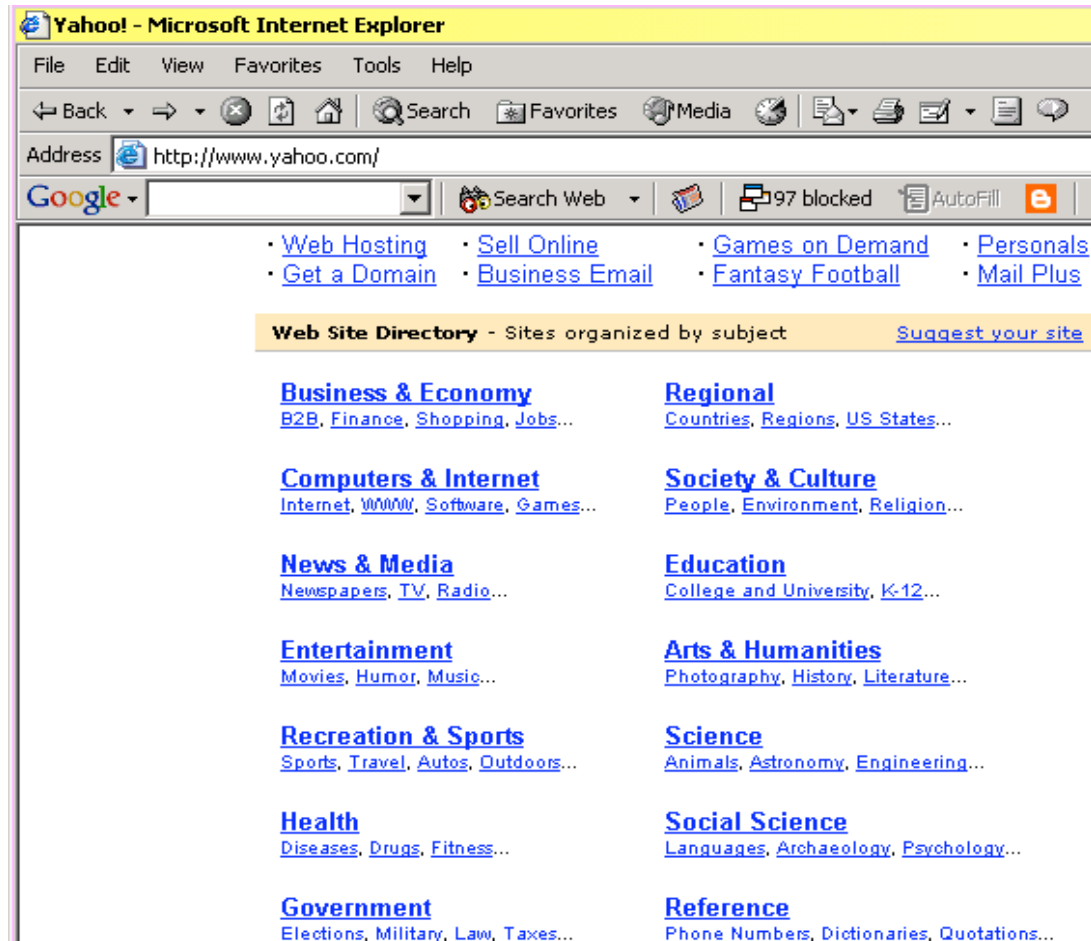 Yahoo! - Microsoft Internet Explorer
File Edit View Favorites Tools Help
Back Search Favorites Media
Address http://www.yahoo.com/
Google Search Web 97 blocked AutoFill
· Web Hosting · Sell Online · Games on Demand · Personals
· Get a Domain · Business Email · Fantasy Football · Mail Plus
Web Site Directory - Sites organized by subject Suggest your site
Business & Economy
B2B, Finance, Shopping, Jobs...
Regional
Countries, Regions, US States...
Computers & Internet
Internet, WWW, Software, Games...
Society & Culture
People, Environment, Religion...
News & Media
Newspapers, TV, Radio...
Education
College and University, K-12...
Entertainment
Movies, Humor, Music...
Arts & Humanities
Photography, History, Literature...
Recreation & Sports
Sports, Travel, Autos, Outdoors...
Science
Animals, Astronomy, Engineering...
Health
Diseases, Drugs, Fitness...
Social Science
Languages, Archaeology, Psychology...
Government
Elections, Military, Law, Taxes...
Reference
Phone Numbers, Dictionaries, Quotations...